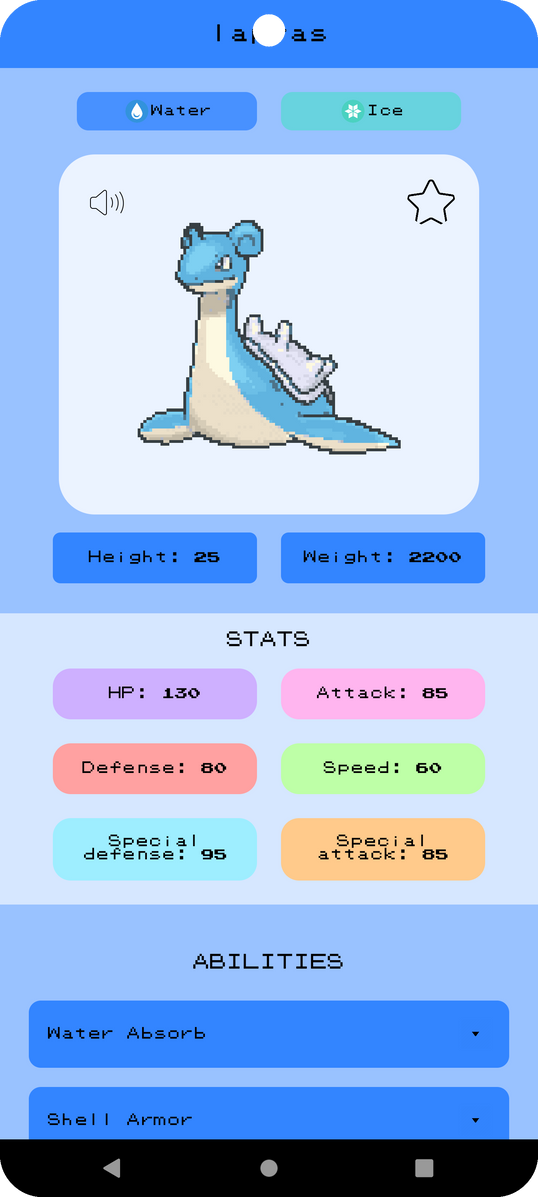 Water
Ice
Height: 25
Weight: 2200
STATS
HP: 130
Attack: 85
Defense: 80
Speed: 60
Special
defense: 95
Special
attack: 85
ABILITIES
Water Absorb
Shell Armor